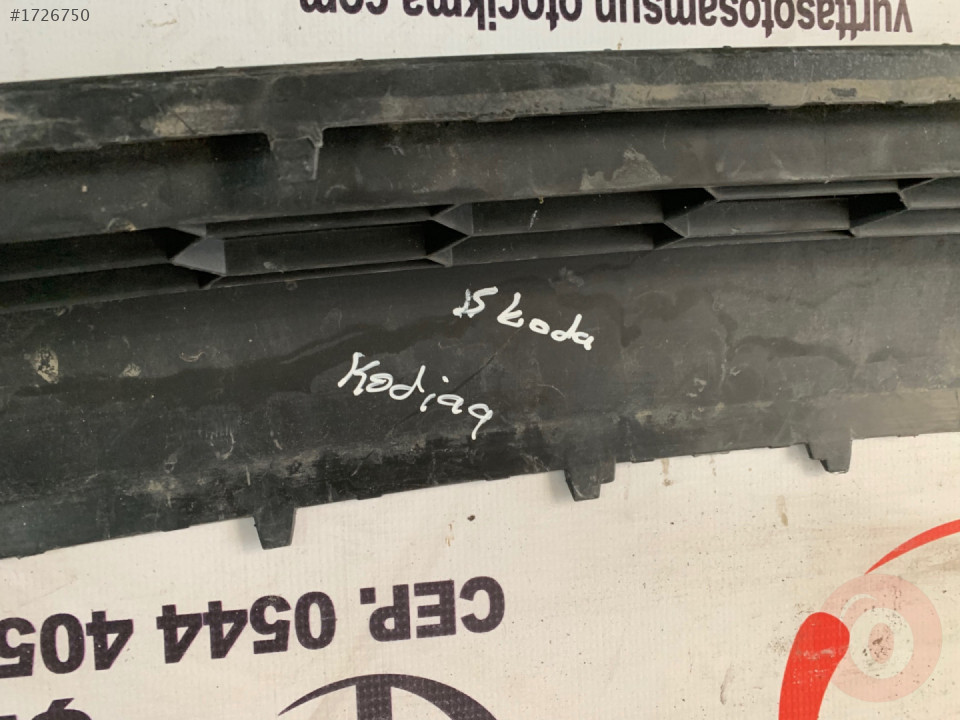 #1726750
yurttasotosamsun otocikma.com
Skoda
Kodiaq
CEP. 0544 405